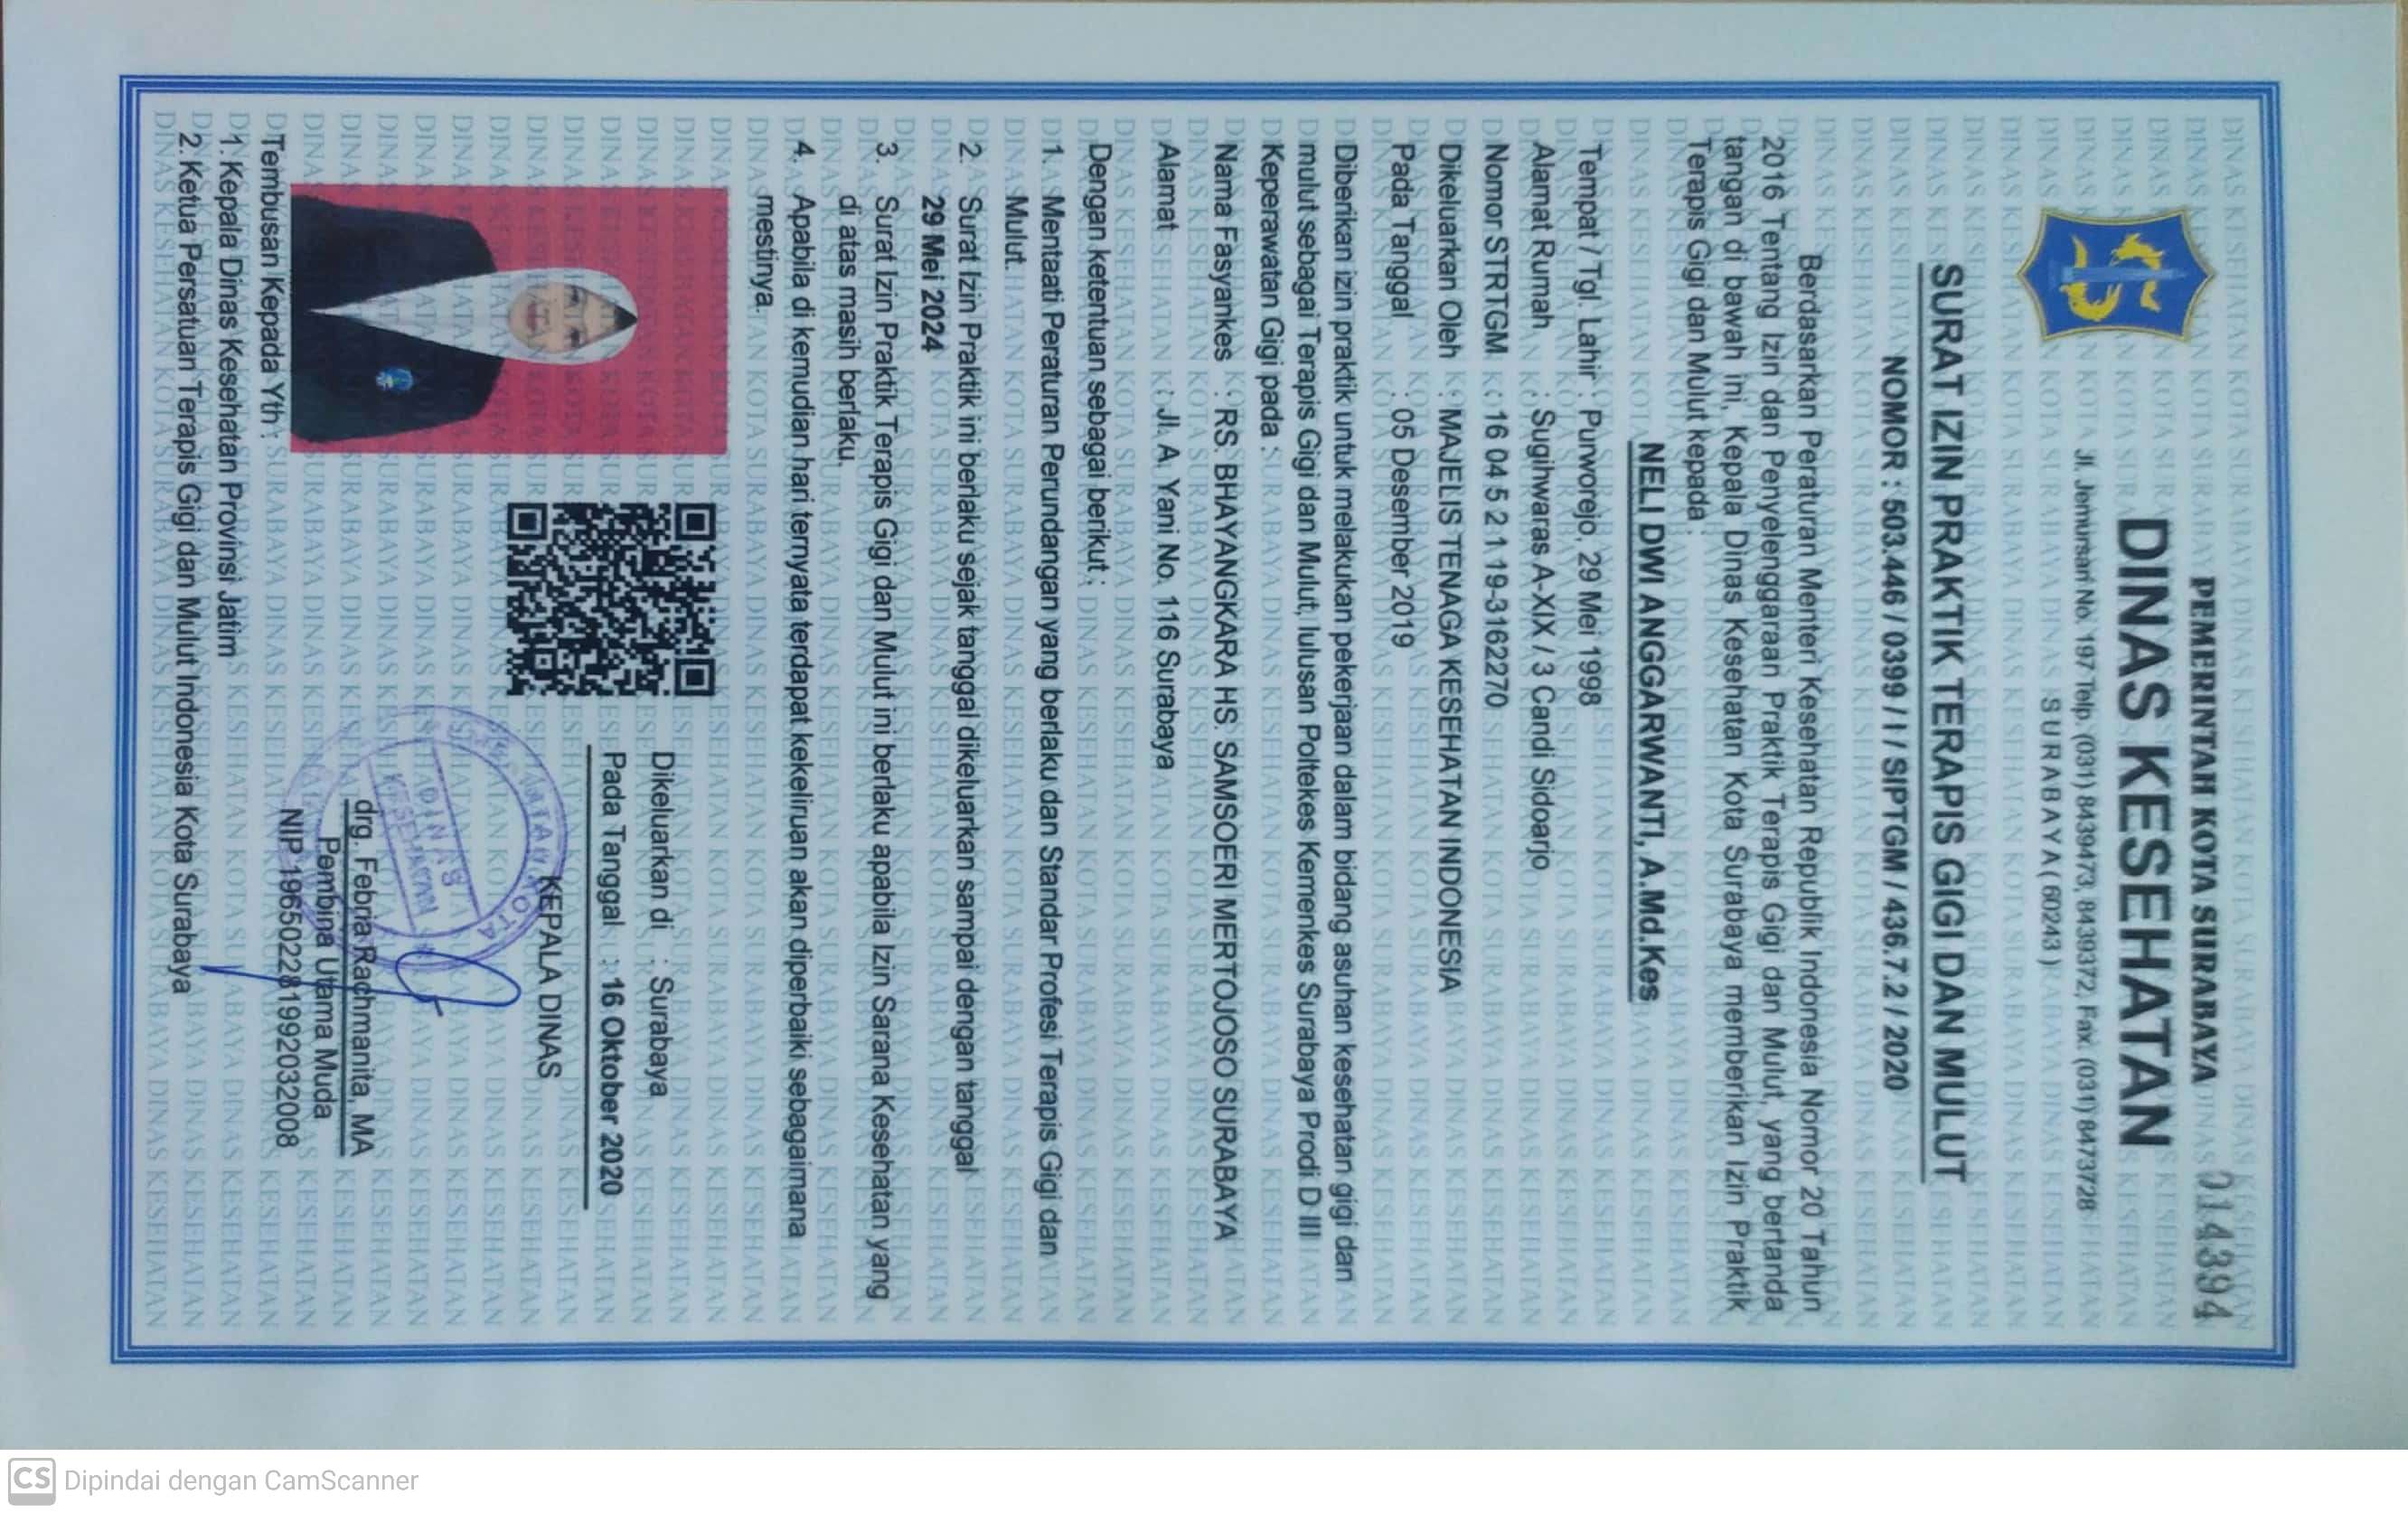 PEMERINTAH KOTA SURABAYA
0143394
DINAS KESEHATAN
Jl. Jemursari No. 197 Telp. (031) 8439473, 8439372, Fax. (031) 8473728
SURABAYA ( 60243 )
SURAT IZIN PRAKTIK TERAPIS GIGI DAN MULUT
NOMOR : 503.446 / 0399 / I / SIPTGM / 436.7.2 / 2020
Berdasarkan Peraturan Menteri Kesehatan Republik Indonesia Nomor 20 Tahun
2016 Tentang Izin dan Penyelenggaraan Praktik Terapis Gigi dan Mulut, yang bertanda
tangan di bawah ini, Kepala Dinas Kesehatan Kota Surabaya memberikan Izin Praktik
Terapis Gigi dan Mulut kepada :
NELI DWI ANGGARWANTI, A.Md.Kes
Tempat / Tgl. Lahir : Purworejo, 29 Mei 1998
Alamat Rumah : Sugihwaras A-XIX / 3 Candi Sidoarjo
Nomor STRTGM : 16 04 5 2 1 19-3162270
Dikeluarkan Oleh : MAJELIS TENAGA KESEHATAN INDONESIA
Pada Tanggal : 05 Desember 2019
Diberikan izin praktik untuk melakukan pekerjaan dalam bidang asuhan kesehatan gigi dan
mulut sebagai Terapis Gigi dan Mulut, lulusan Poltekes Kemenkes Surabaya Prodi D III
Keperawatan Gigi pada :
Nama Fasyankes : RS. BHAYANGKARA HS. SAMSOERI MERTOJOSO SURABAYA
Alamat : Jl. A. Yani No. 116 Surabaya
Dengan ketentuan sebagai berikut :
1. Mentaati Peraturan Perundangan yang berlaku dan Standar Profesi Terapis Gigi dan
Mulut.
2. Surat Izin Praktik ini berlaku sejak tanggal dikeluarkan sampai dengan tanggal
29 Mei 2024
3. Surat Izin Praktik Terapis Gigi dan Mulut ini berlaku apabila Izin Sarana Kesehatan yang
di atas masih berlaku.
4. Apabila di kemudian hari ternyata terdapat kekeliruan akan diperbaiki sebagaimana
mestinya.
Dikeluarkan di : Surabaya
Pada Tanggal : 16 Oktober 2020
KEPALA DINAS
DINAS
KESEHATAN
drg. Febria Rachmanita, MA
Pembina Utama Muda
NIP 196502281992032008
Tembusan Kepada Yth :
1. Kepala Dinas Kesehatan Provinsi Jatim
2. Ketua Persatuan Terapis Gigi dan Mulut Indonesia Kota Surabaya
CS Dipindai dengan CamScanner